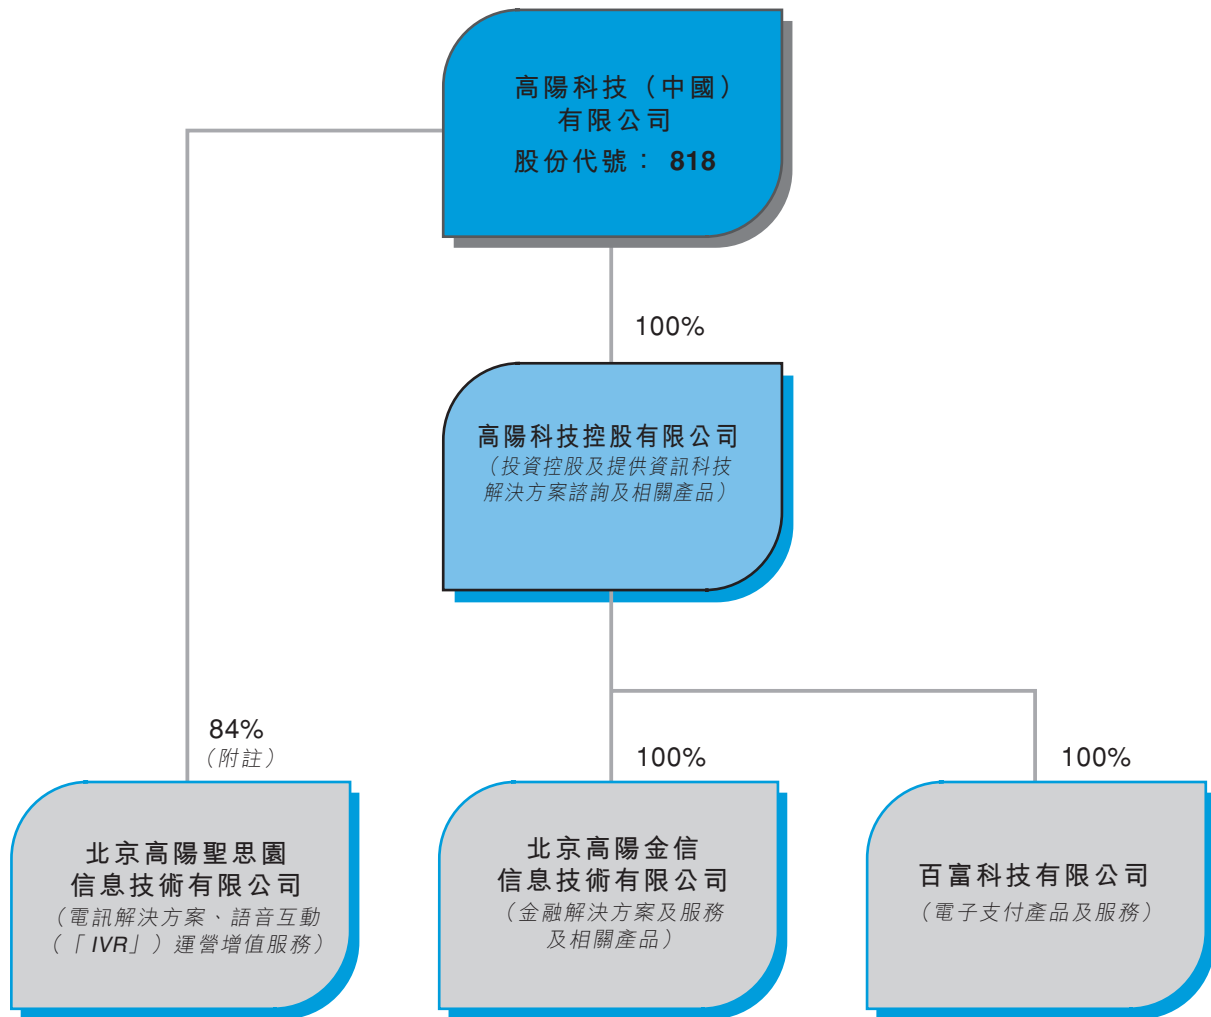 高陽科技（中國）
有限公司
股份代號： 818
100%
高陽科技控股有限公司
（投資控股及提供資訊科技
解決方案諮詢及相關產品）
84%
（附註）
100%
100%
北京高陽聖思園
信息技術有限公司
（電訊解決方案、語音互動
（「IVR」）運營增值服務）
北京高陽金信
信息技術有限公司
（金融解決方案及服務
及相關產品）
百富科技有限公司
（電子支付產品及服務）